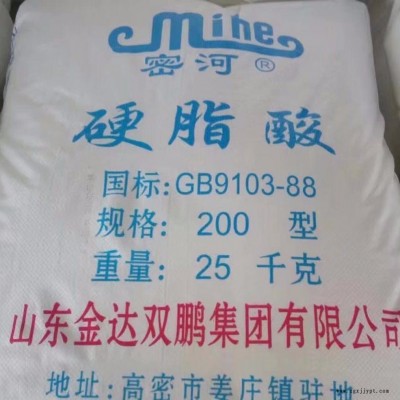 mihe
密河®
硬脂酸
国标:GB9103-88
规格:200 型
重量:25 千克
山东金达双鹏集团有限公司
地址:高密市姜庄镇驻地